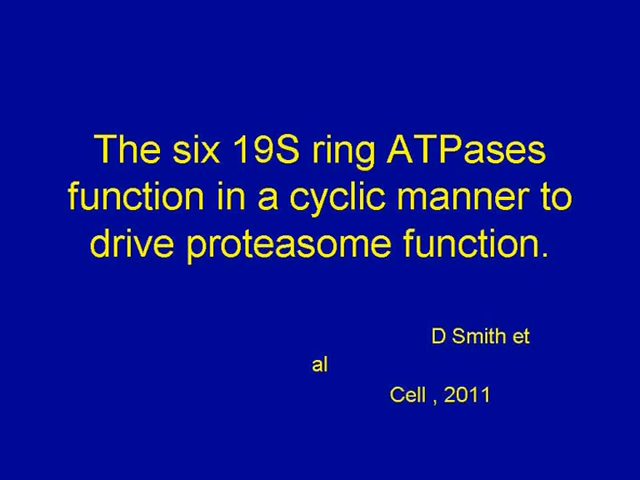 The six 19S ring ATPases
function in a cyclic manner to
drive proteasome function.
D Smith et
al
Cell , 2011